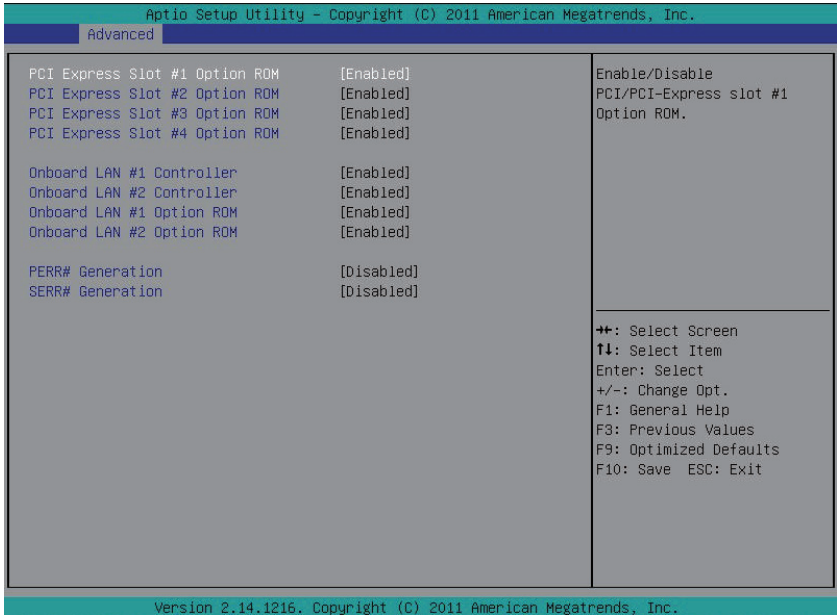 Aptio Setup Utility – Copyright (C) 2011 American Megatrends, Inc.
Advanced
PCI Express Slot #1 Option ROM [Enabled]
PCI Express Slot #2 Option ROM [Enabled]
PCI Express Slot #3 Option ROM [Enabled]
PCI Express Slot #4 Option ROM [Enabled]
Onboard LAN #1 Controller [Enabled]
Onboard LAN #2 Controller [Enabled]
Onboard LAN #1 Option ROM [Enabled]
Onboard LAN #2 Option ROM [Enabled]
PERR# Generation [Disabled]
SERR# Generation [Disabled]
Enable/Disable
PCI/PCI-Express slot #1
Option ROM.
→←: Select Screen
↑↓: Select Item
Enter: Select
+/-: Change Opt.
F1: General Help
F3: Previous Values
F9: Optimized Defaults
F10: Save ESC: Exit
Version 2.14.1216. Copyright (C) 2011 American Megatrends, Inc.